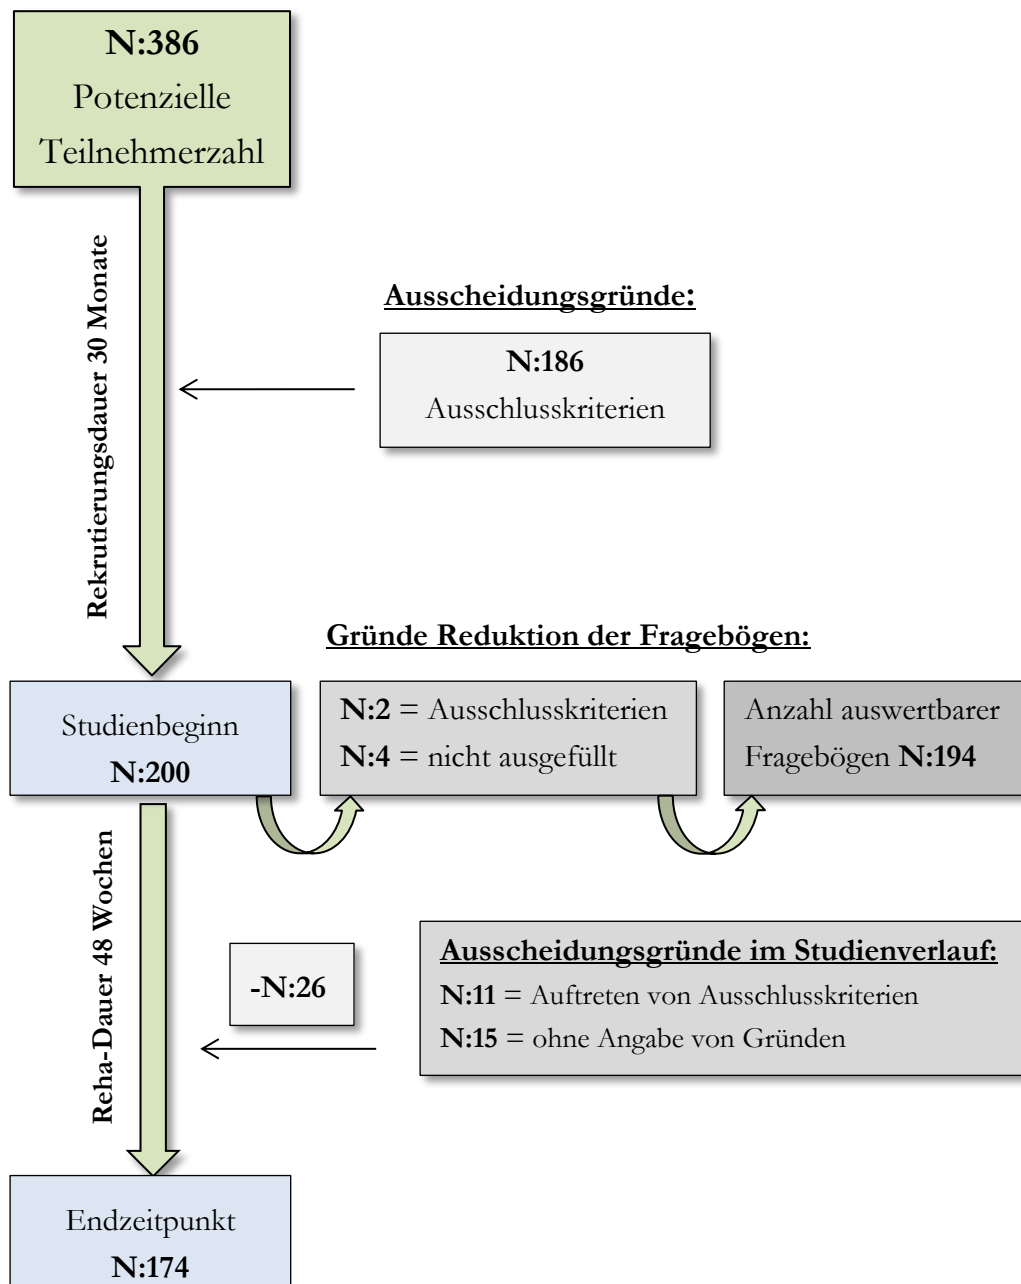 N:386
Potenzielle
Teilnehmerzahl
Rekrutierungsdauer 30 Monate
Ausscheidungsgründe:
N:186
Ausschlusskriterien
Gründe Reduktion der Fragebögen:
Studienbeginn
N:200
N:2 = Ausschlusskriterien
N:4 = nicht ausgefüllt
Anzahl auswertbarer
Fragebögen N:194
Reha-Dauer 48 Wochen
-N:26
Ausscheidungsgründe im Studienverlauf:
N:11 = Auftreten von Ausschlusskriterien
N:15 = ohne Angabe von Gründen
Endzeitpunkt
N:174